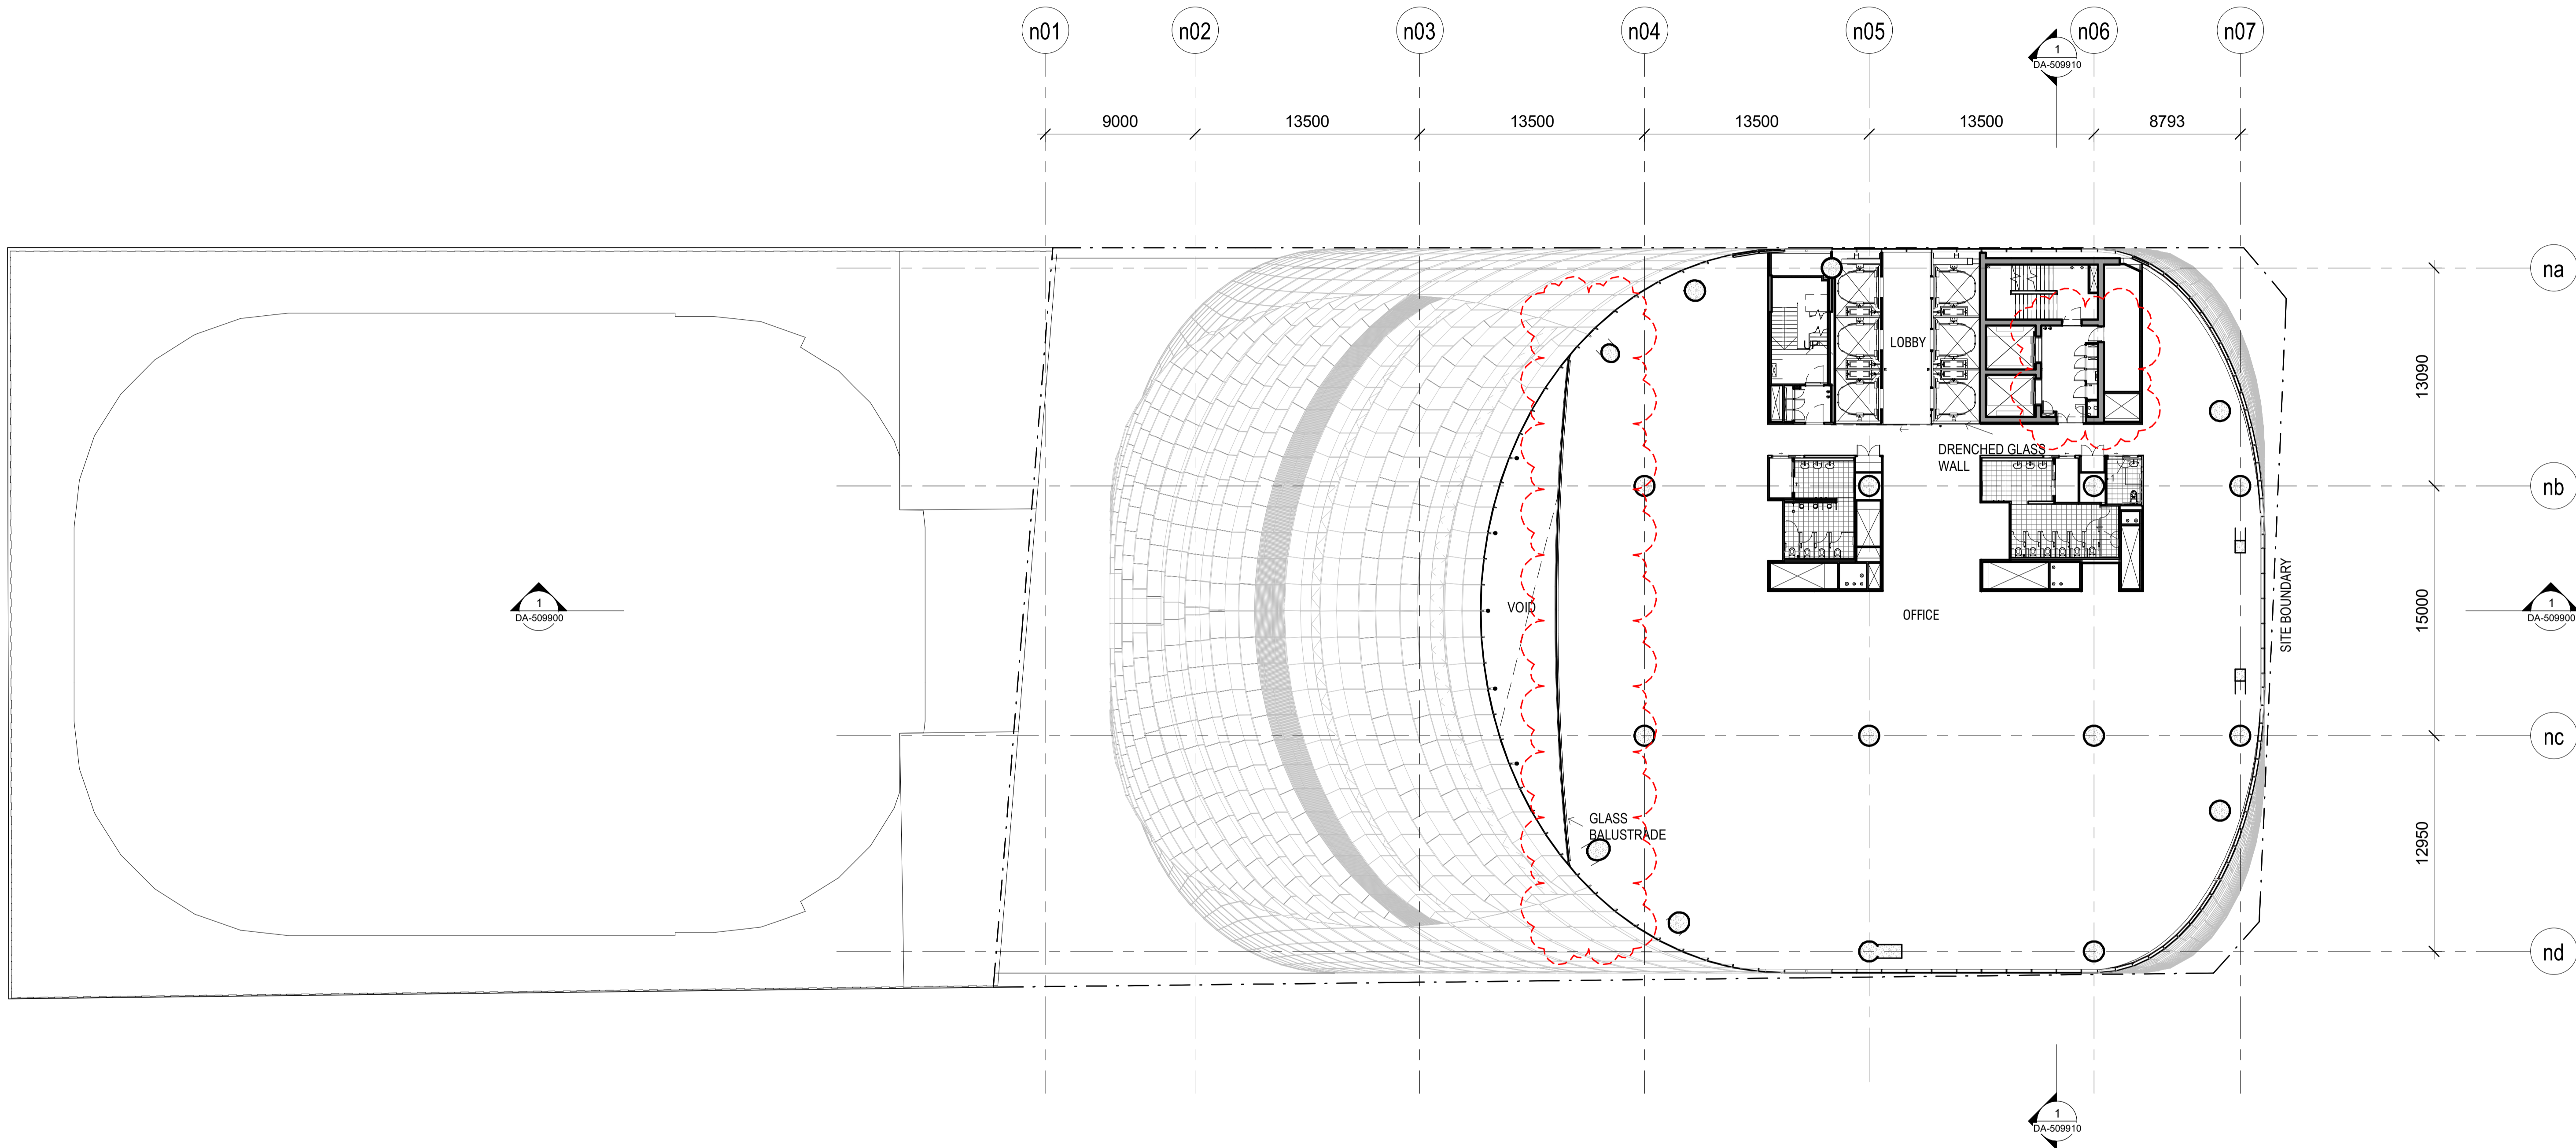 n01
n02
n03
n04
n05
n06
n07
1
DA-509910
9000
13500
13500
13500
13500
8793
na
13090
LOBBY
DRENCHED GLASS
WALL
nb
SITE BOUNDARY
1
DA-509900
VOID
OFFICE
15000
1
DA-509900
nc
GLASS
BALUSTRADE
12950
nd
1
DA-509910